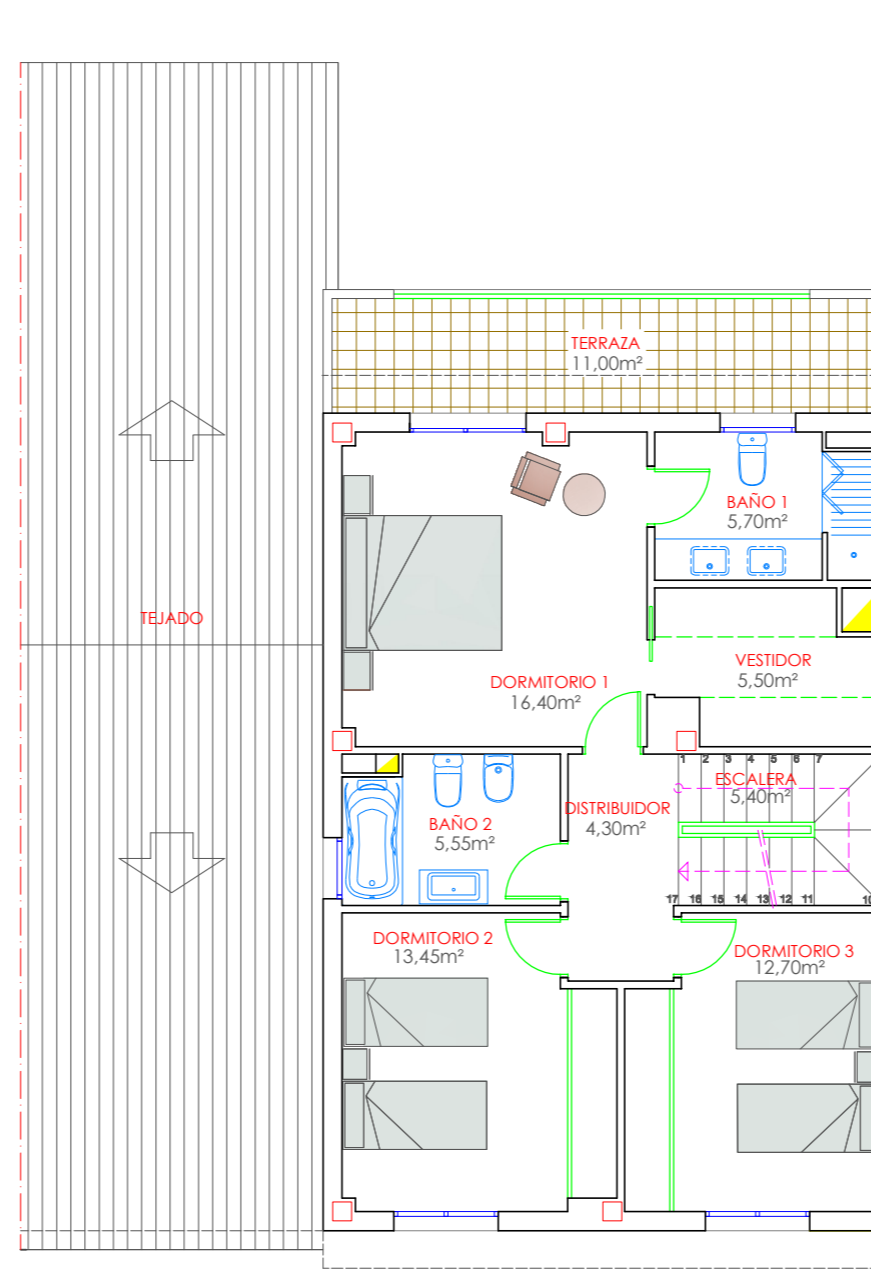 TERRAZA
11,00m²
BAÑO 1
5,70m²
TEJADO
VESTIDOR
5,50m²
DORMITORIO 1
16,40m²
1 2 3 4 5 6 7
ESCALERA
5,40m²
DISTRIBUIDOR
4,30m²
BAÑO 2
5,55m²
17 16 15 14 13 12 11 10
DORMITORIO 2
13,45m²
DORMITORIO 3
12,70m²